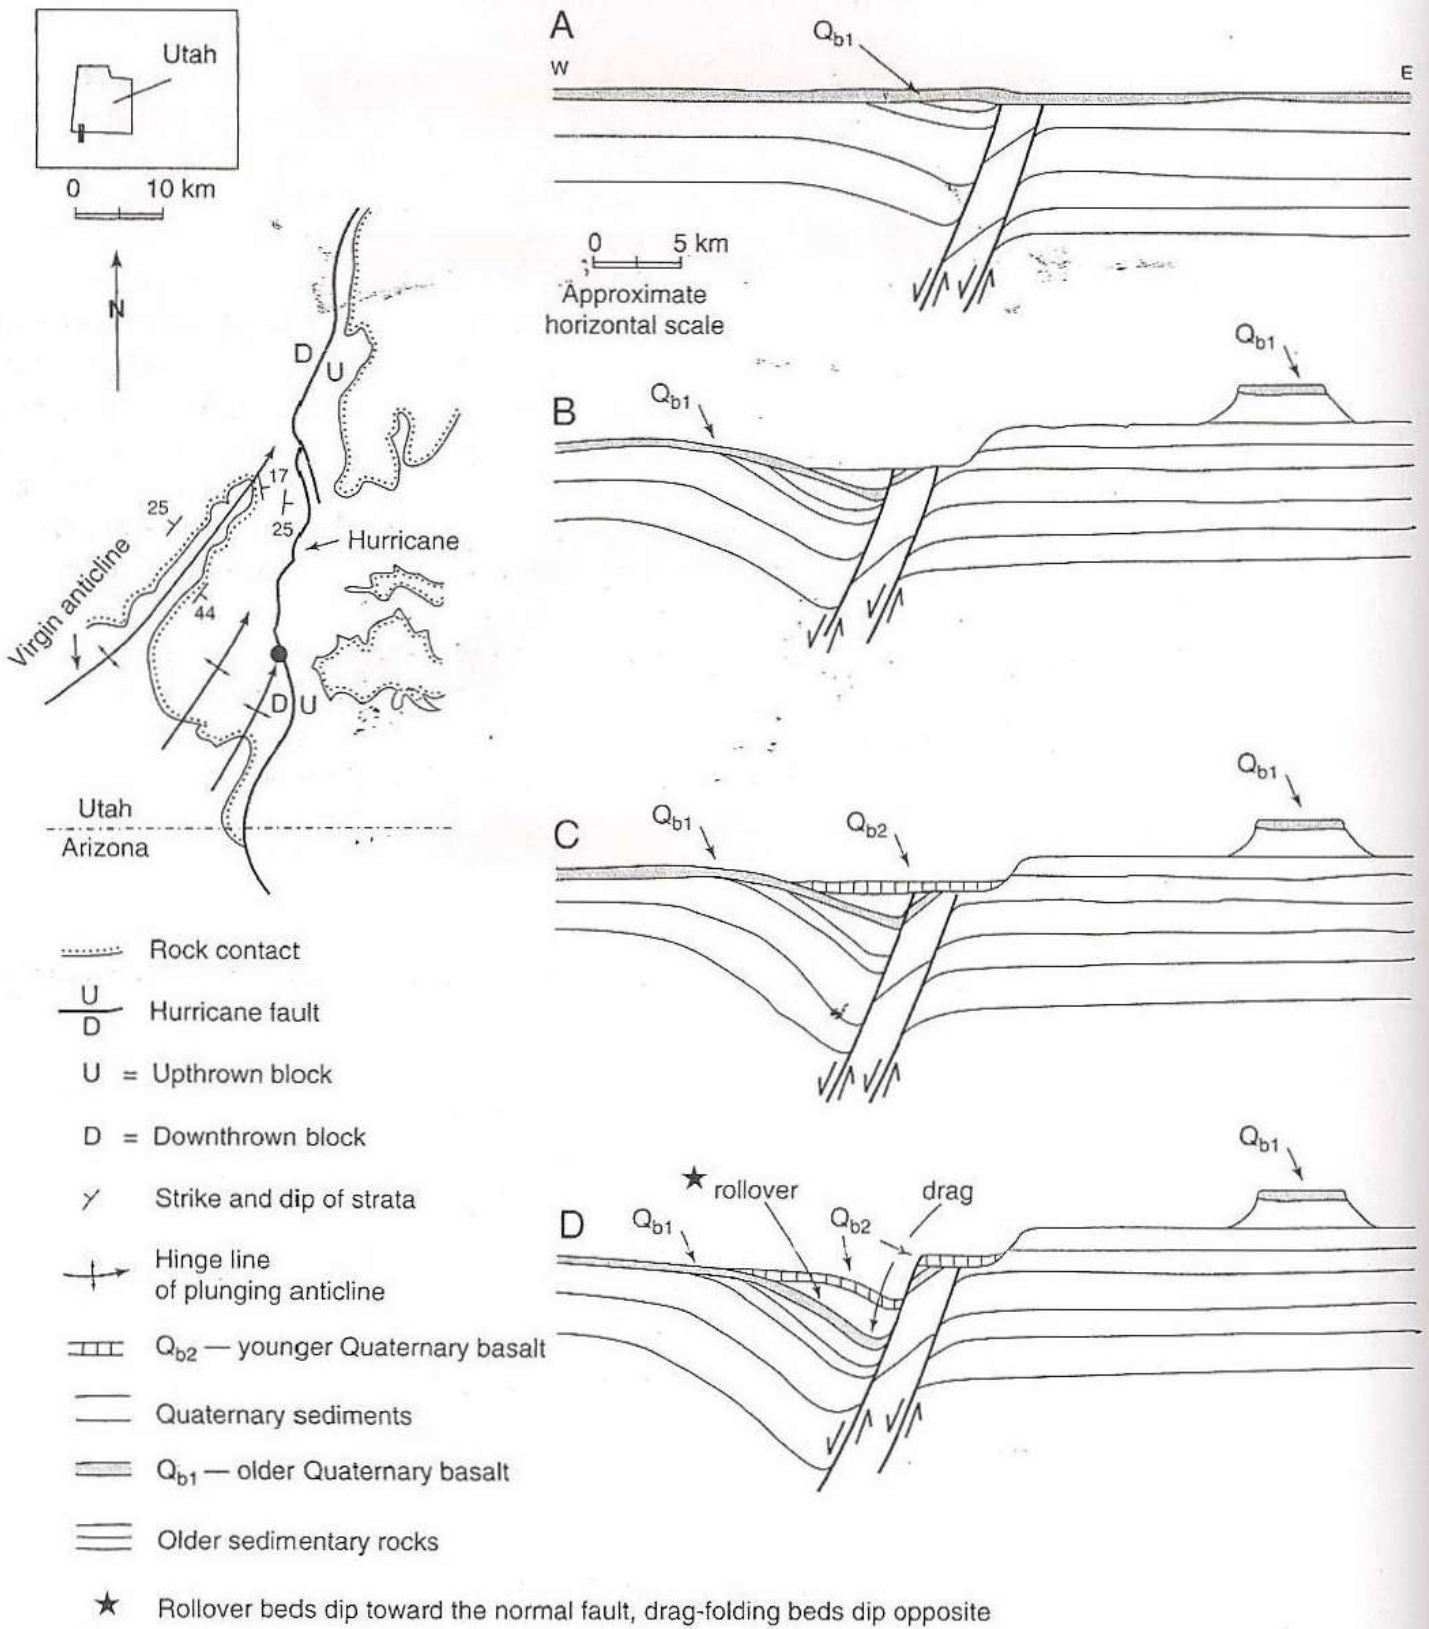 Utah
0 10 km
N
D
U
17
25
25
Hurricane
44
Virgin anticline
D U
Utah
Arizona
Rock contact
U
D
Hurricane fault
U = Upthrown block
D = Downthrown block
Strike and dip of strata
Hinge line
of plunging anticline
Qb2 — younger Quaternary basalt
Quaternary sediments
Qb1 — older Quaternary basalt
Older sedimentary rocks
★ Rollover beds dip toward the normal fault, drag-folding beds dip opposite
A
W
Qb1
E
0 5 km
Approximate
horizontal scale
B
Qb1
Qb1
C
Qb1
Qb2
Qb1
D
★ rollover
drag
Qb1
Qb2
Qb1